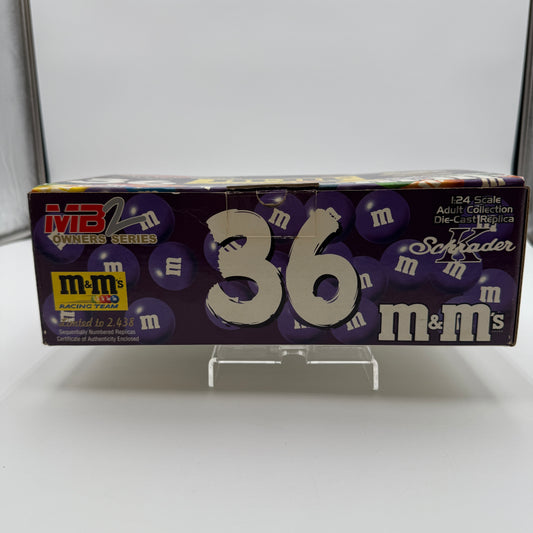 MB2
OWNERS SERIES
m&m's
RACING TEAM
Limited to 2,438
Sequentially Numbered Replicas
Certificate of Authenticity Enclosed
36
1:24 Scale
Adult Collection
Die-Cast Replica
K Schrader
m&m's
m
m
m
m
m
m
m
m
m